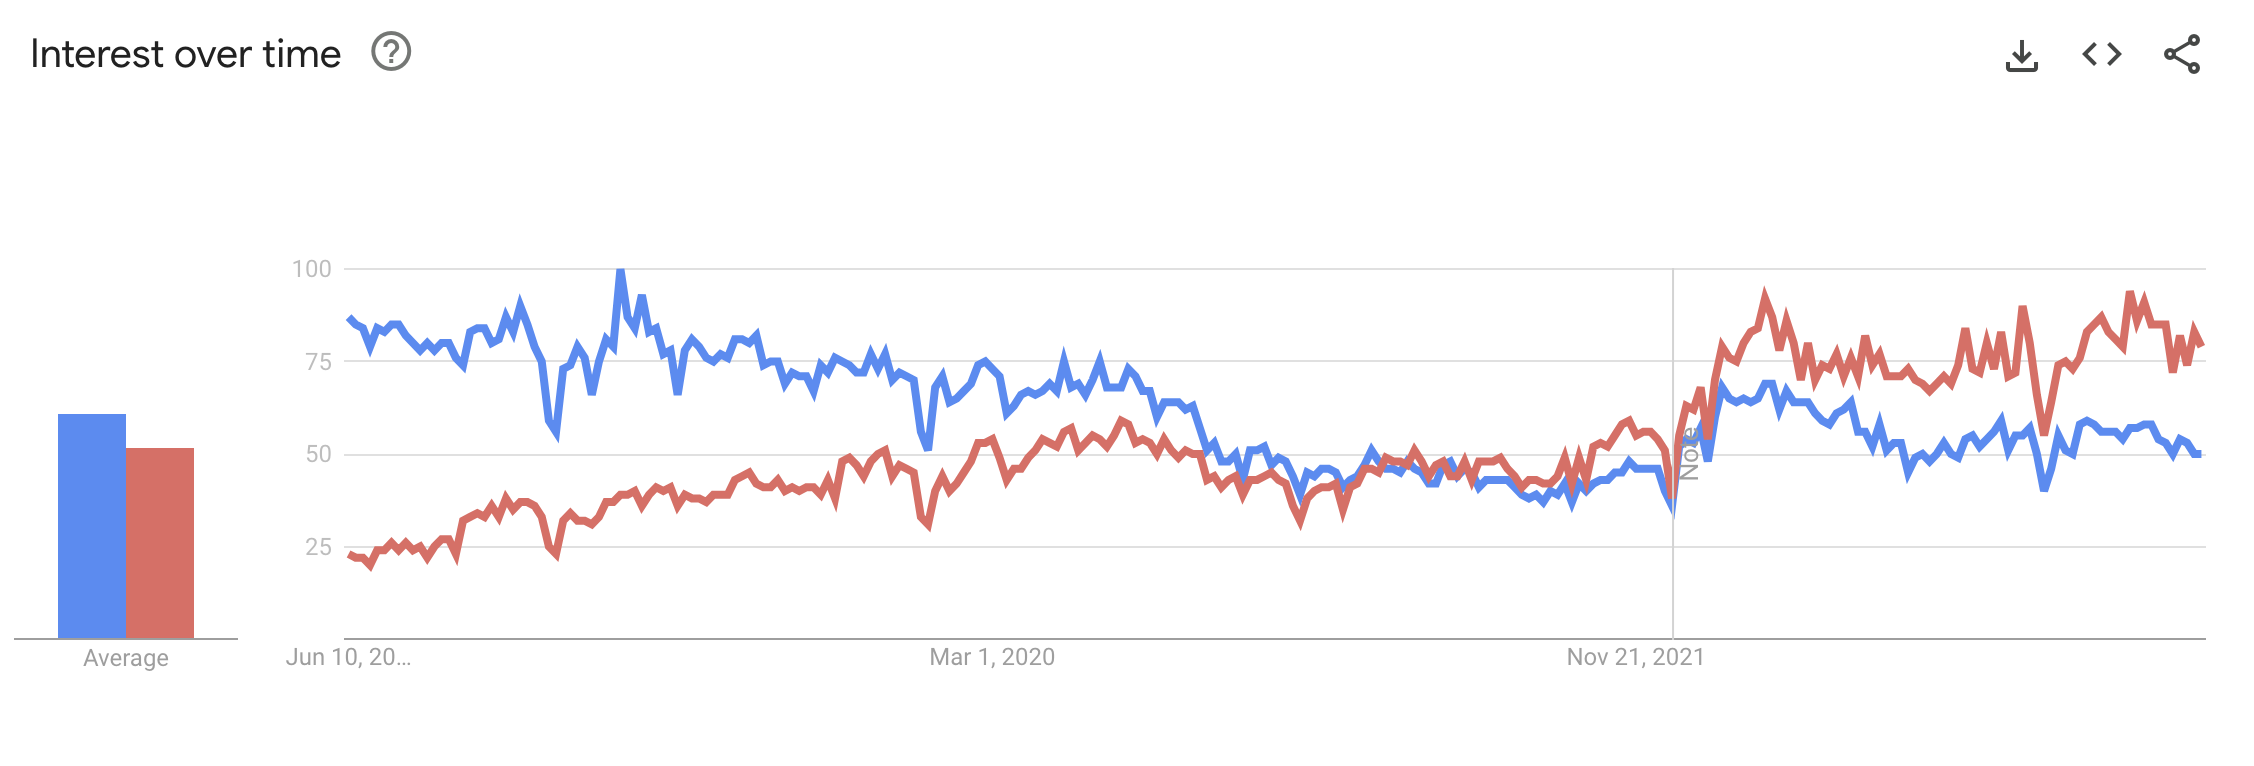 Interest over time
100
75
50
25
Average
Jun 10, 20...
Mar 1, 2020
Nov 21, 2021
Note